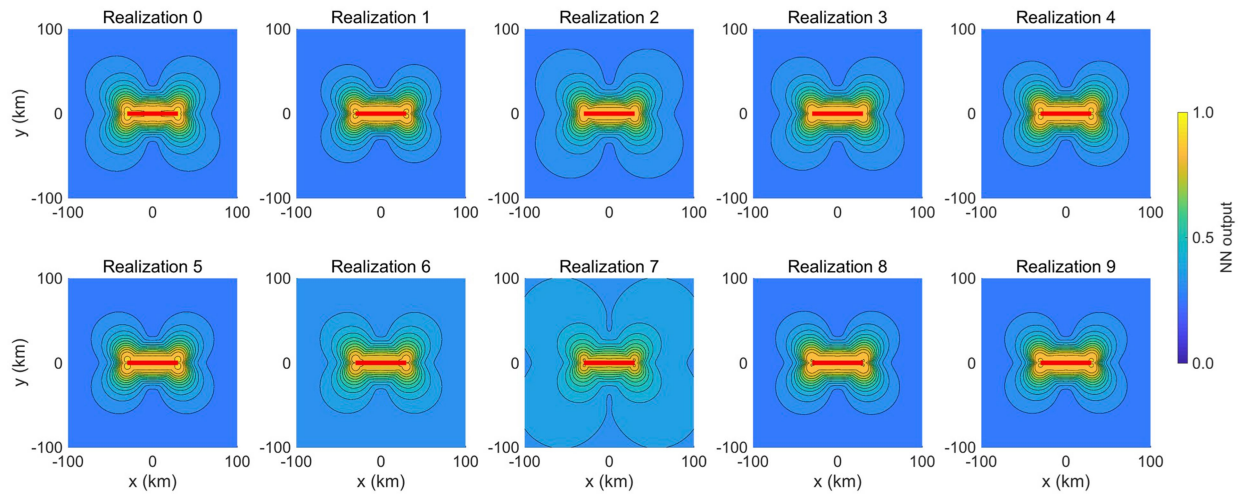 Realization 0 Realization 1 Realization 2 Realization 3 Realization 4
100 100 100 100 100
y (km) 0 0 0 0 0
-100 -100 -100 -100 -100
-100 0 100 -100 0 100 -100 0 100 -100 0 100 -100 0 100
Realization 5 Realization 6 Realization 7 Realization 8 Realization 9
100 100 100 100 100
y (km) 0 0 0 0 0
-100 -100 -100 -100 -100
-100 0 100 -100 0 100 -100 0 100 -100 0 100 -100 0 100
x (km) x (km) x (km) x (km) x (km)
1.0
0.5
0.0
NN output